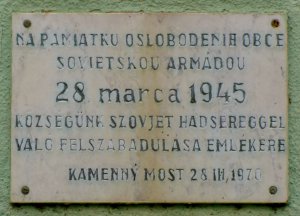 NA PAMIATKU OSLOBODENIA OBCE
SOVIETSKOU ARMÁDOU
28 marca 1945
KÖZSÉGÜNK SZOVJET HADSEREGGEL
VALÓ FELSZABADULÁSA EMLÉKÉRE
KAMENNÝ MOST 28 III, 1970